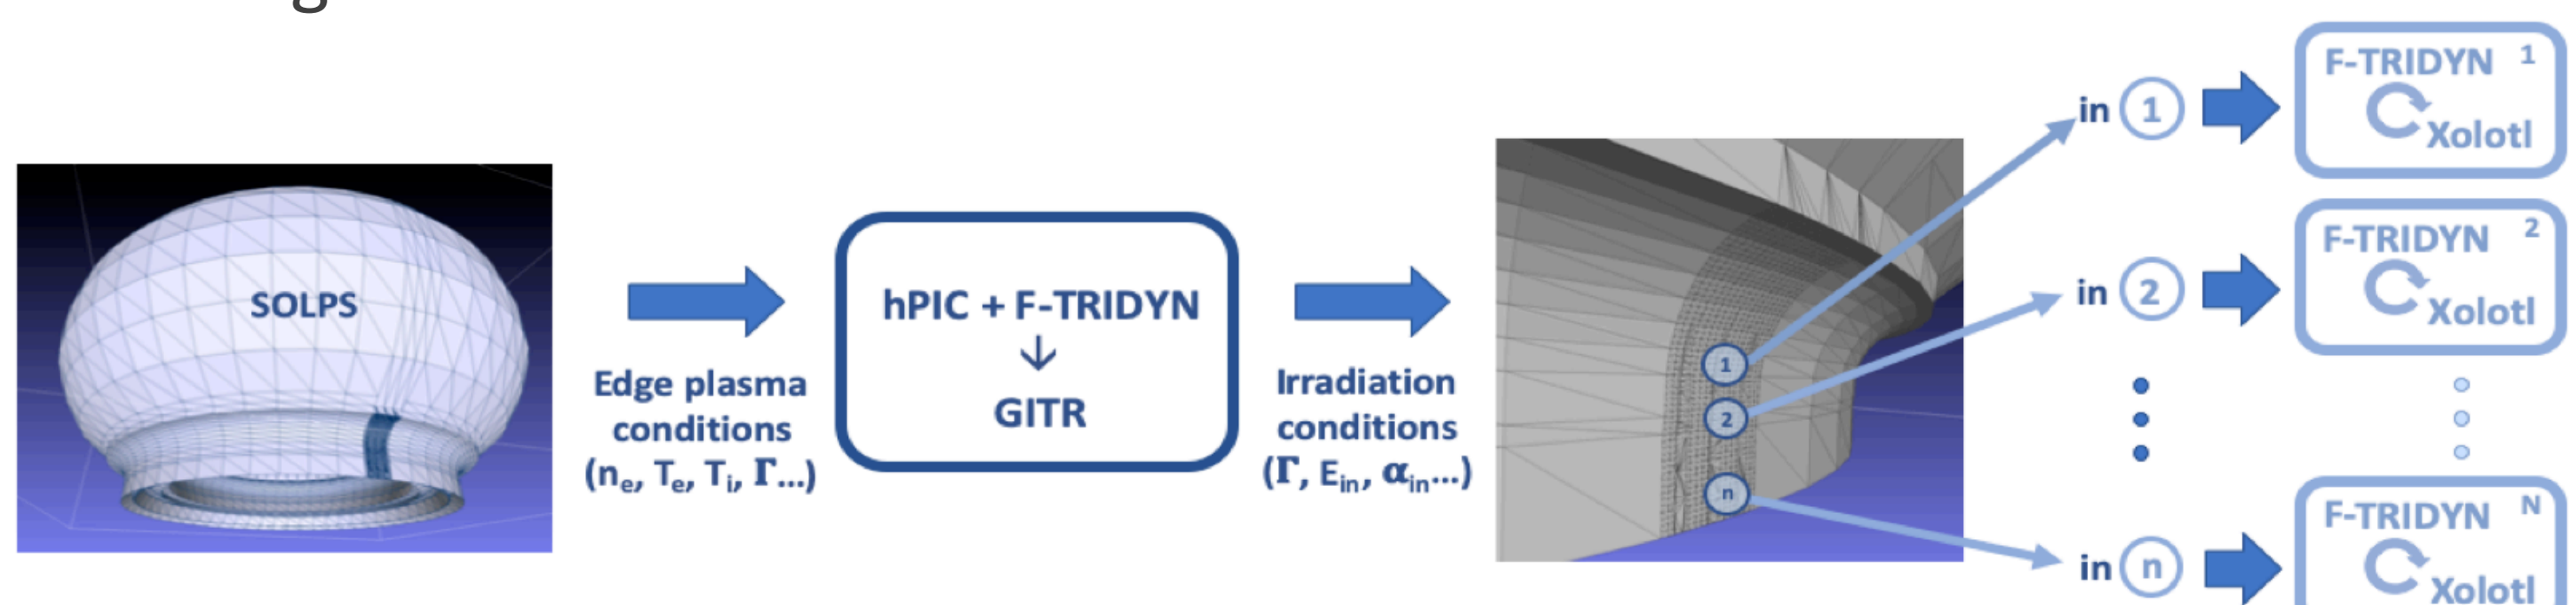 SOLPS
Edge plasma
conditions
(nₑ, Tₑ, Tᵢ, Γ...)
hPIC + F-TRIDYN
↓
GITR
Irradiation
conditions
(Γ, Eᵢₙ, αᵢₙ...)
1
2
n
in 1
F-TRIDYN 1
Xolotl
in 2
F-TRIDYN 2
Xolotl
in n
F-TRIDYN N
Xolotl